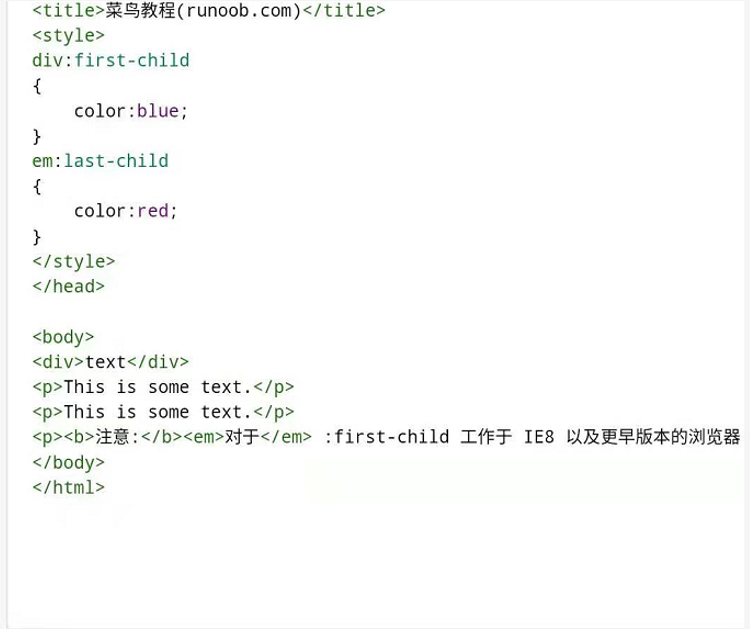 <title>菜鸟教程(runoob.com)</title>
<style>
div:first-child
{
    color:blue;
}
em:last-child
{
    color:red;
}
</style>
</head>

<body>
<div>text</div>
<p>This is some text.</p>
<p>This is some text.</p>
<p><b>注意:</b><em>对于</em> :first-child 工作于 IE8 以及更早版本的浏览器
</body>
</html>